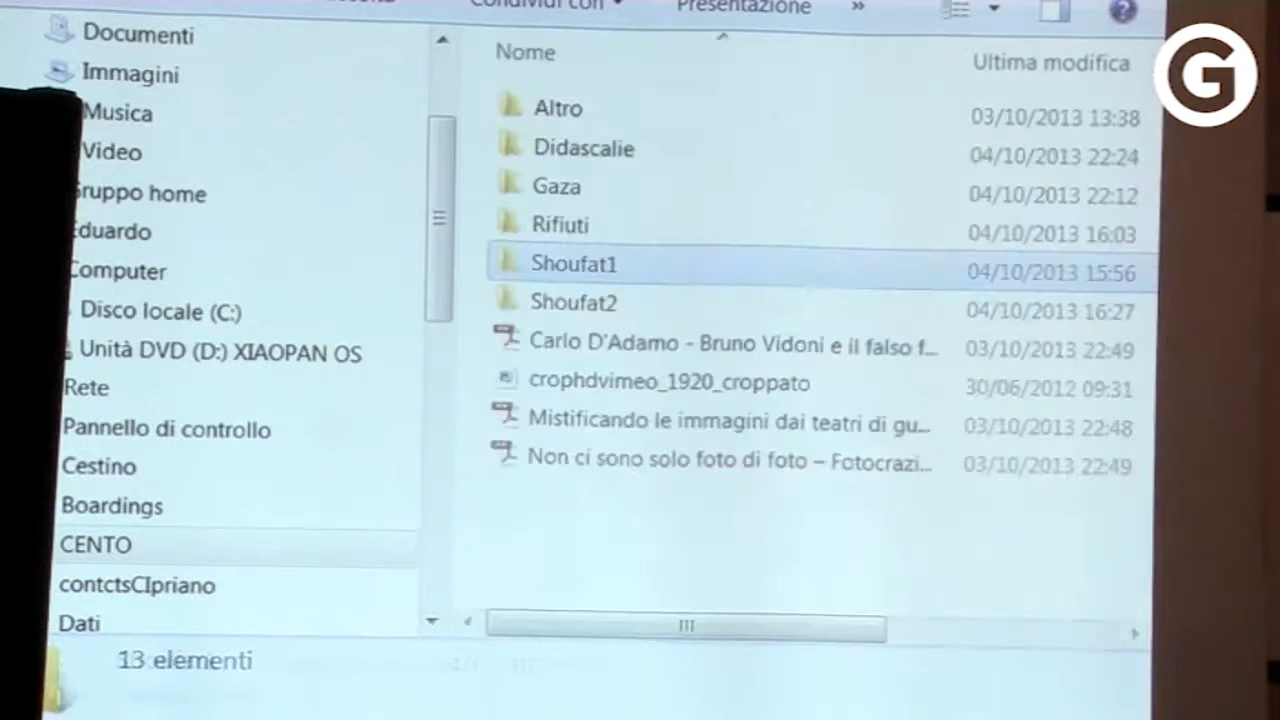 Condividi con
Presentazione
»
Documenti
Immagini
Musica
Video
Gruppo home
Eduardo
Computer
Disco locale (C:)
Unità DVD (D:) XIAOPAN OS
Rete
Pannello di controllo
Cestino
Boardings
CENTO
contctsCIpriano
Dati
Nome Ultima modifica
Altro 03/10/2013 13:38
Didascalie 04/10/2013 22:24
Gaza 04/10/2013 22:12
Rifiuti 04/10/2013 16:03
Shoufat1 04/10/2013 15:56
Shoufat2 04/10/2013 16:27
Carlo D'Adamo - Bruno Vidoni e il falso f... 03/10/2013 22:49
crophdvimeo_1920_croppato 30/06/2012 09:31
Mistificando le immagini dai teatri di gu... 03/10/2013 22:48
Non ci sono solo foto di foto – Fotocrazi... 03/10/2013 22:49
13 elementi
G